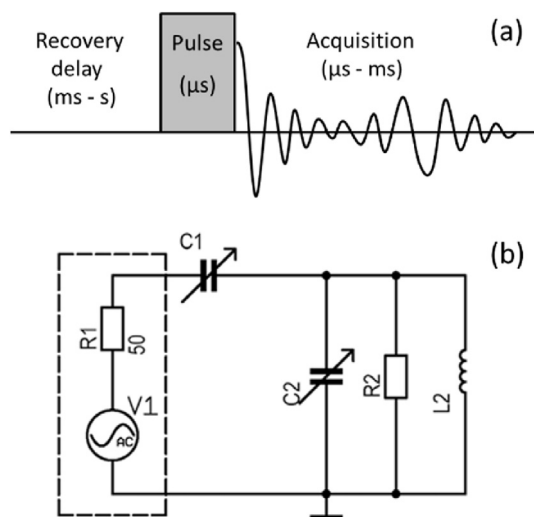 (a)
Recovery
delay
(ms - s)
Pulse
(μs)
Acquisition
(μs - ms)
(b)
C1
R1
50
V1
AC
C2
R2
L2